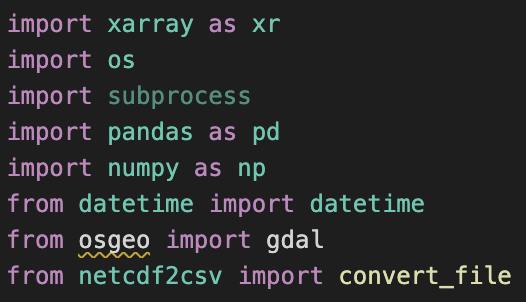 import xarray as xr
import os
import subprocess
import pandas as pd
import numpy as np
from datetime import datetime
from osgeo import gdal
from netcdf2csv import convert_file